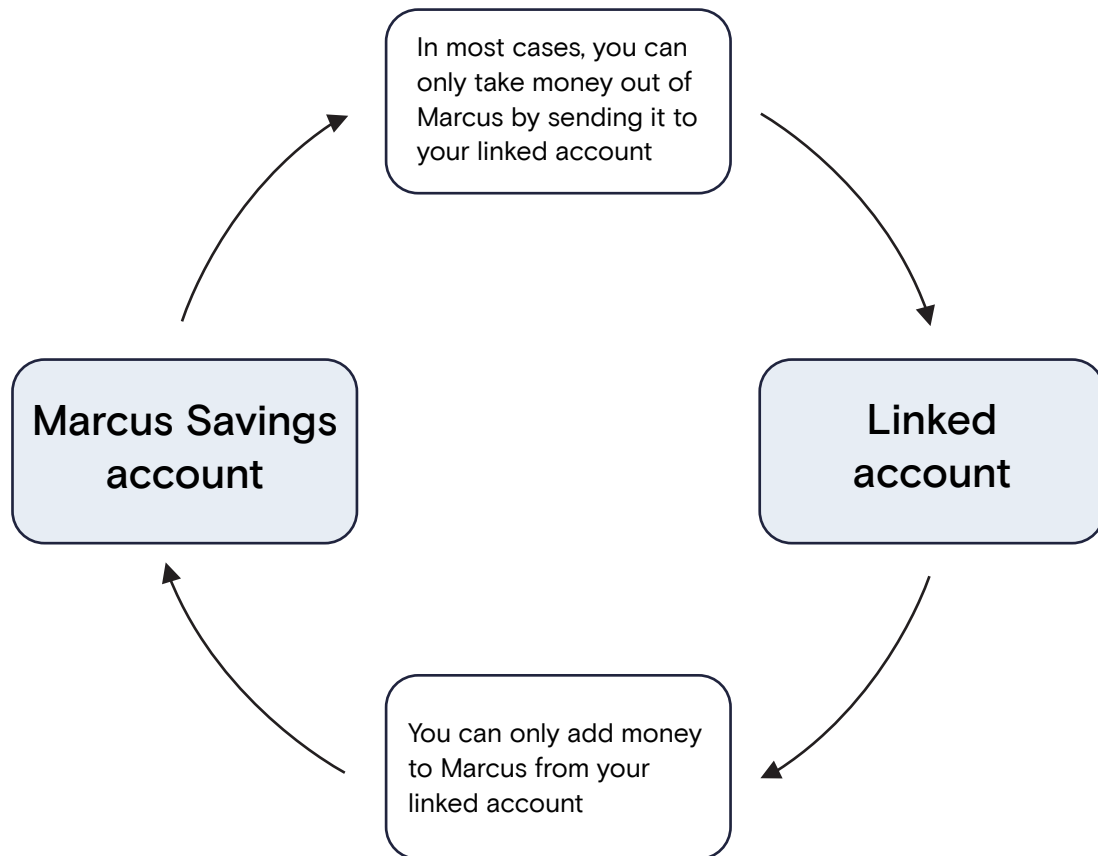 In most cases, you can
only take money out of
Marcus by sending it to
your linked account
Marcus Savings
account
Linked
account
You can only add money
to Marcus from your
linked account